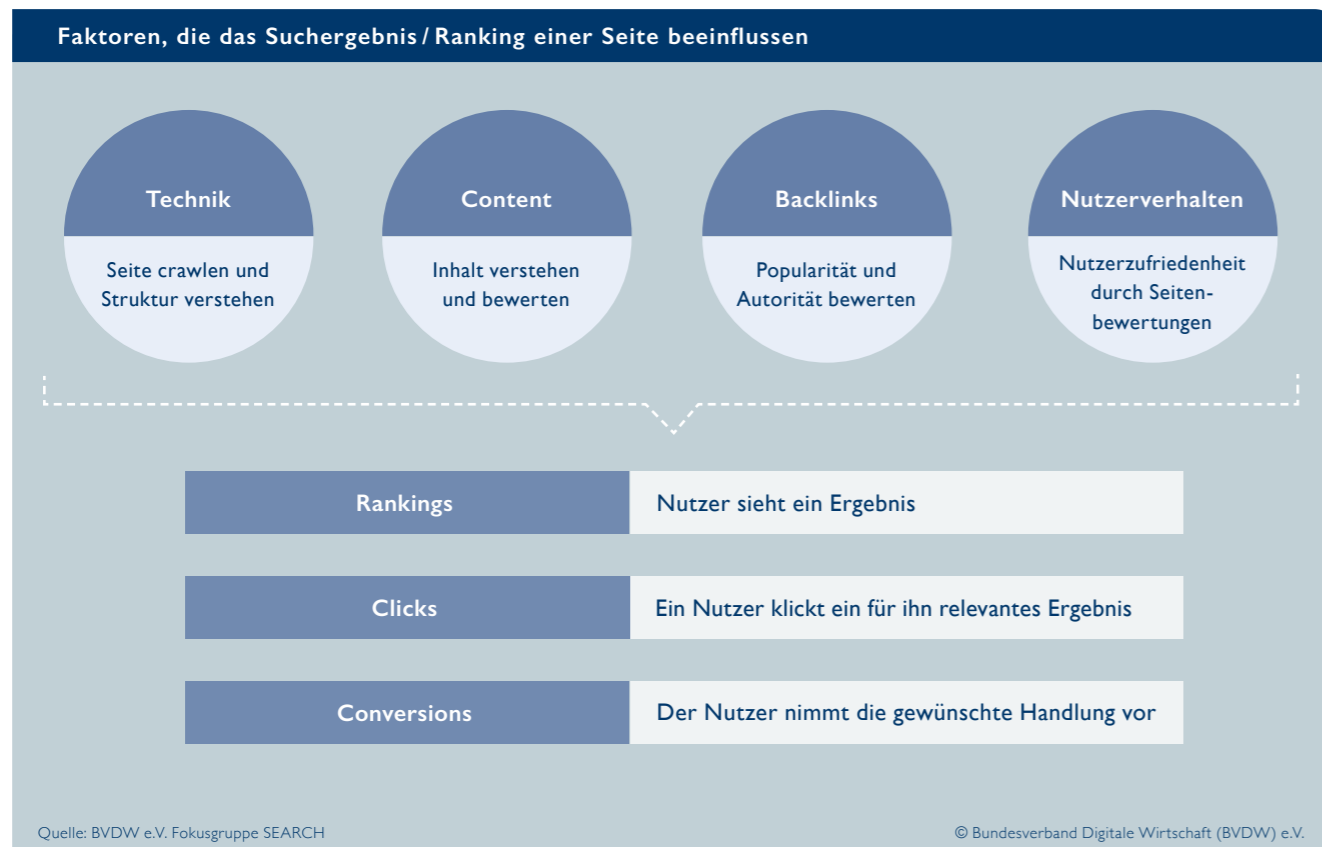 Faktoren, die das Suchergebnis / Ranking einer Seite beeinflussen
Technik
Seite crawlen und
Struktur verstehen
Content
Inhalt verstehen
und bewerten
Backlinks
Popularität und
Autorität bewerten
Nutzerverhalten
Nutzerzufriedenheit
durch Seiten-
bewertungen
Rankings
Nutzer sieht ein Ergebnis
Clicks
Ein Nutzer klickt ein für ihn relevantes Ergebnis
Conversions
Der Nutzer nimmt die gewünschte Handlung vor
Quelle: BVDW e.V. Fokusgruppe SEARCH
© Bundesverband Digitale Wirtschaft (BVDW) e.V.